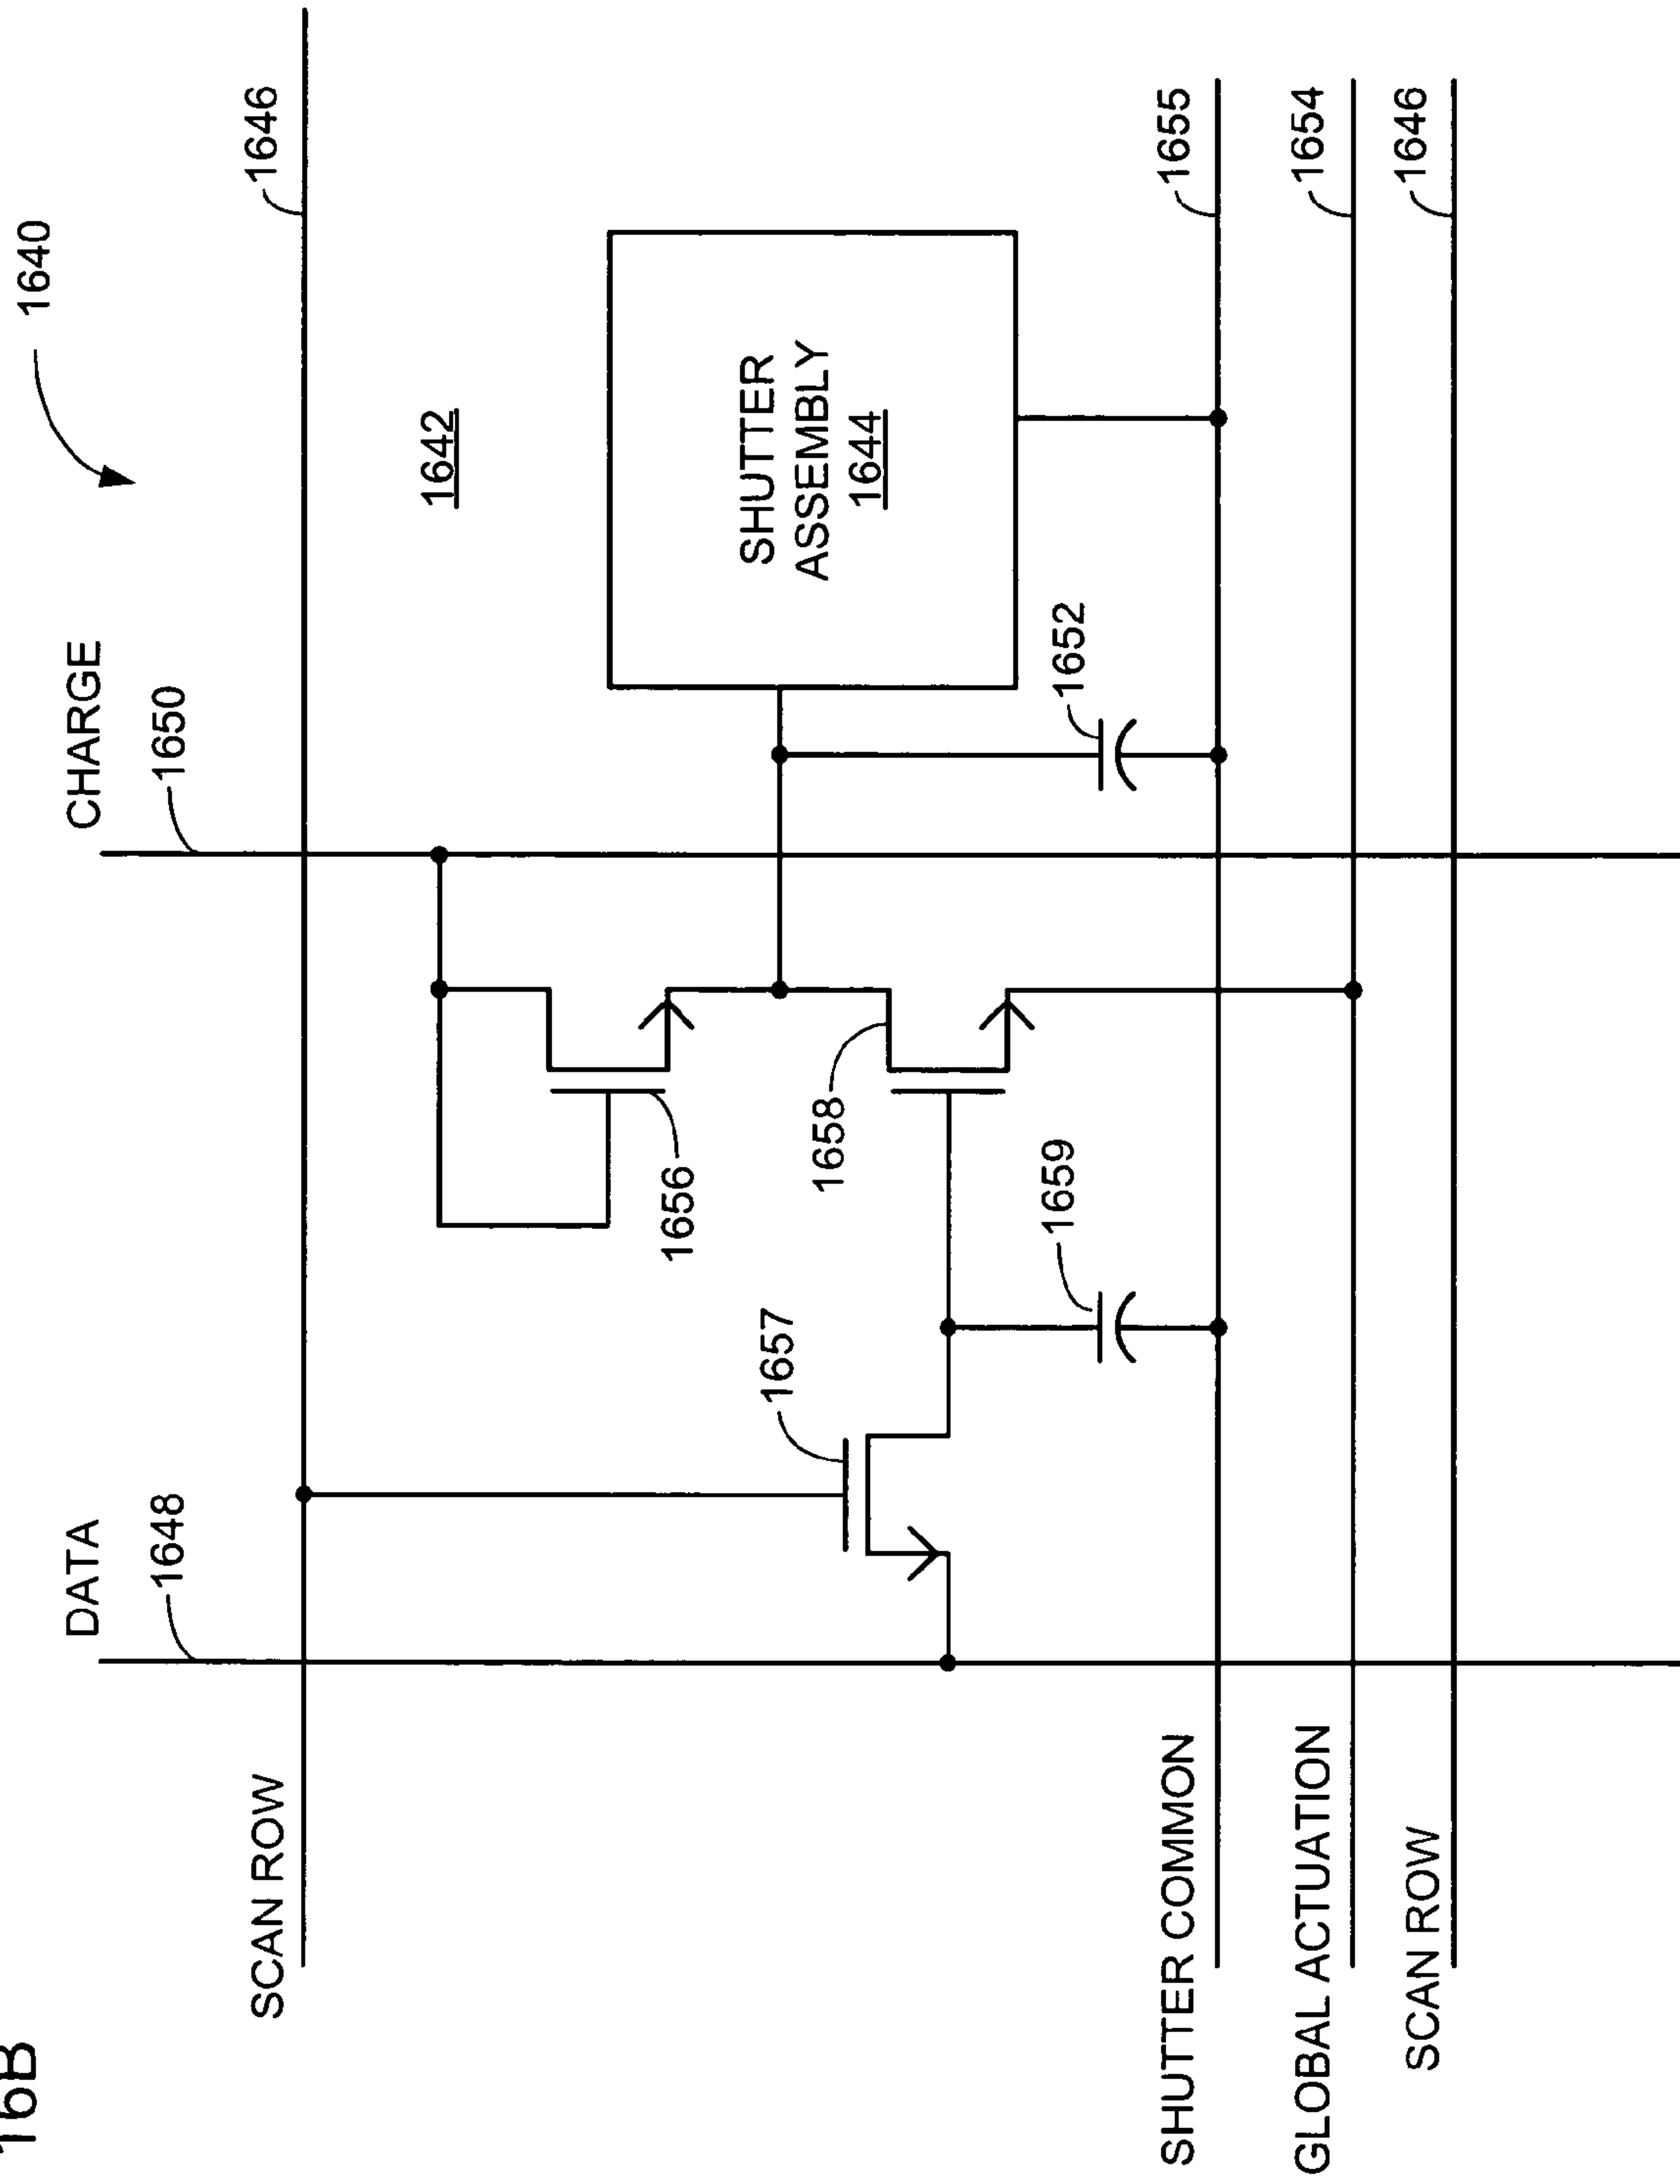 16B
1640
DATA
CHARGE
1648
1650
SCAN ROW
1646
1642
1656
1657
1658
SHUTTER
ASSEMBLY
1644
1659
1652
SHUTTER COMMON
1655
GLOBAL ACTUATION
1654
SCAN ROW
1646